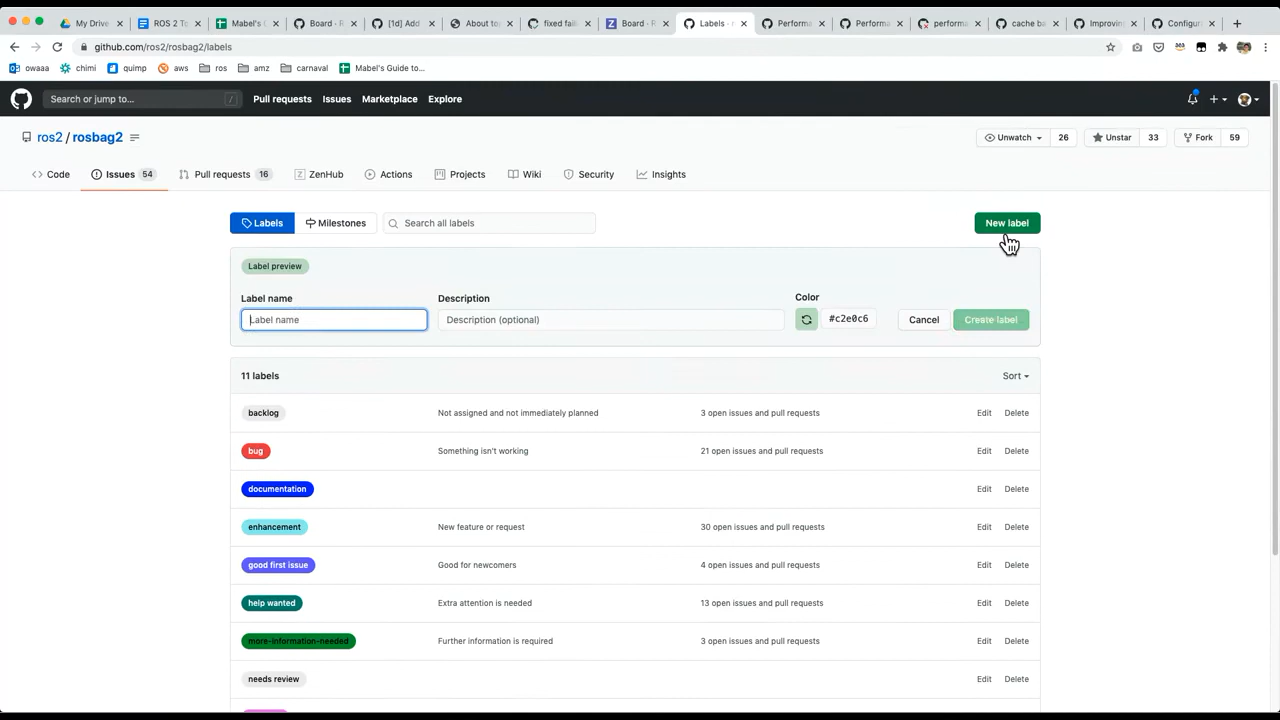 My Drive
ROS 2 To
Mabel's G
Board · R
[1d] Add
About te
fixed fail
Board · R
Labels · r
Performa
Performa
performa
cache ba
Improvin
Configur
github.com/ros2/rosbag2/labels
owaaa
chimi
quimp
aws
ros
amz
carnaval
Mabel's Guide to...
Search or jump to...
/
Pull requests
Issues
Marketplace
Explore
ros2 / rosbag2
Unwatch
26
Unstar
33
Fork
59
Code
Issues 54
Pull requests 16
ZenHub
Actions
Projects
Wiki
Security
Insights
Labels
Milestones
Search all labels
New label
Label preview
Label name
Description
Color
Label name
Description (optional)
#c2e0c6
Cancel
Create label
11 labels
Sort
backlog
Not assigned and not immediately planned
3 open issues and pull requests
Edit
Delete
bug
Something isn't working
21 open issues and pull requests
Edit
Delete
documentation
Edit
Delete
enhancement
New feature or request
30 open issues and pull requests
Edit
Delete
good first issue
Good for newcomers
4 open issues and pull requests
Edit
Delete
help wanted
Extra attention is needed
13 open issues and pull requests
Edit
Delete
more-information-needed
Further information is required
3 open issues and pull requests
Edit
Delete
needs review
Edit
Delete